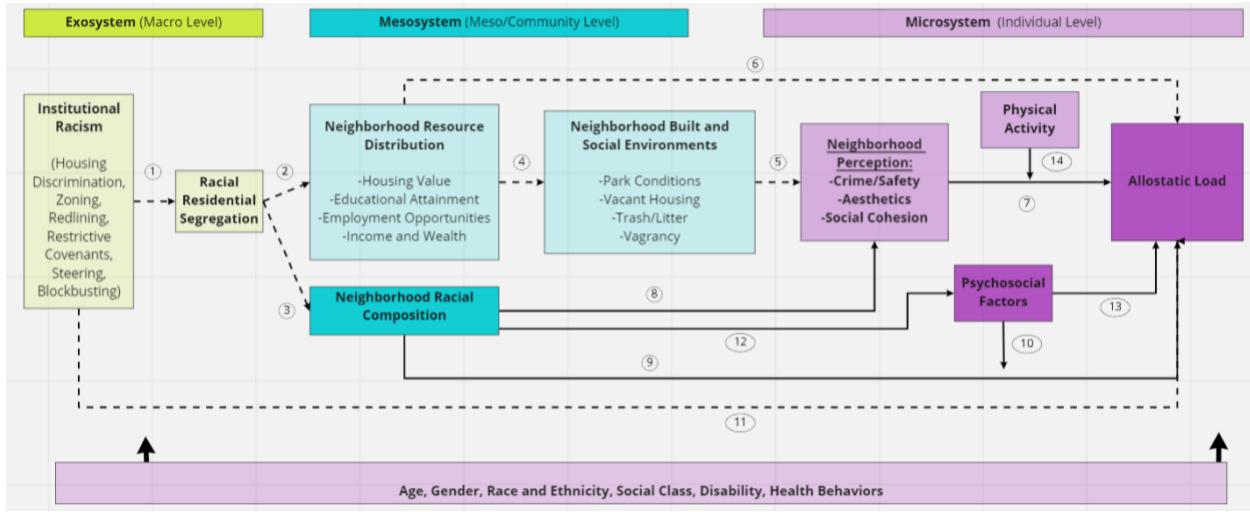 Exosystem (Macro Level)
Mesosystem (Meso/Community Level)
Microsystem (Individual Level)
6
Institutional
Racism
(Housing
Discrimination,
Zoning,
Redlining,
Restrictive
Covenants,
Steering,
Blockbusting)
1
Racial
Residential
Segregation
2
3
Neighborhood Resource
Distribution
-Housing Value
-Educational Attainment
-Employment Opportunities
-Income and Wealth
4
Neighborhood Built and
Social Environments
-Park Conditions
-Vacant Housing
-Trash/Litter
-Vagrancy
5
Neighborhood
Perception:
-Crime/Safety
-Aesthetics
-Social Cohesion
Physical
Activity
14
7
Allostatic Load
Neighborhood Racial
Composition
8
12
9
Psychosocial
Factors
10
13
11
Age, Gender, Race and Ethnicity, Social Class, Disability, Health Behaviors